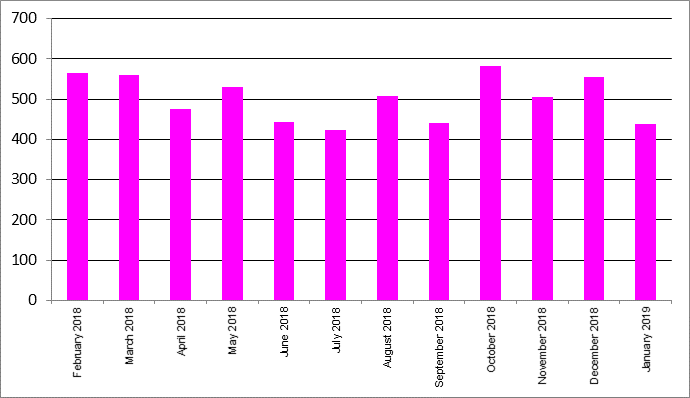 700
600
500
400
300
200
100
0
February 2018
March 2018
April 2018
May 2018
June 2018
July 2018
August 2018
September 2018
October 2018
November 2018
December 2018
January 2019